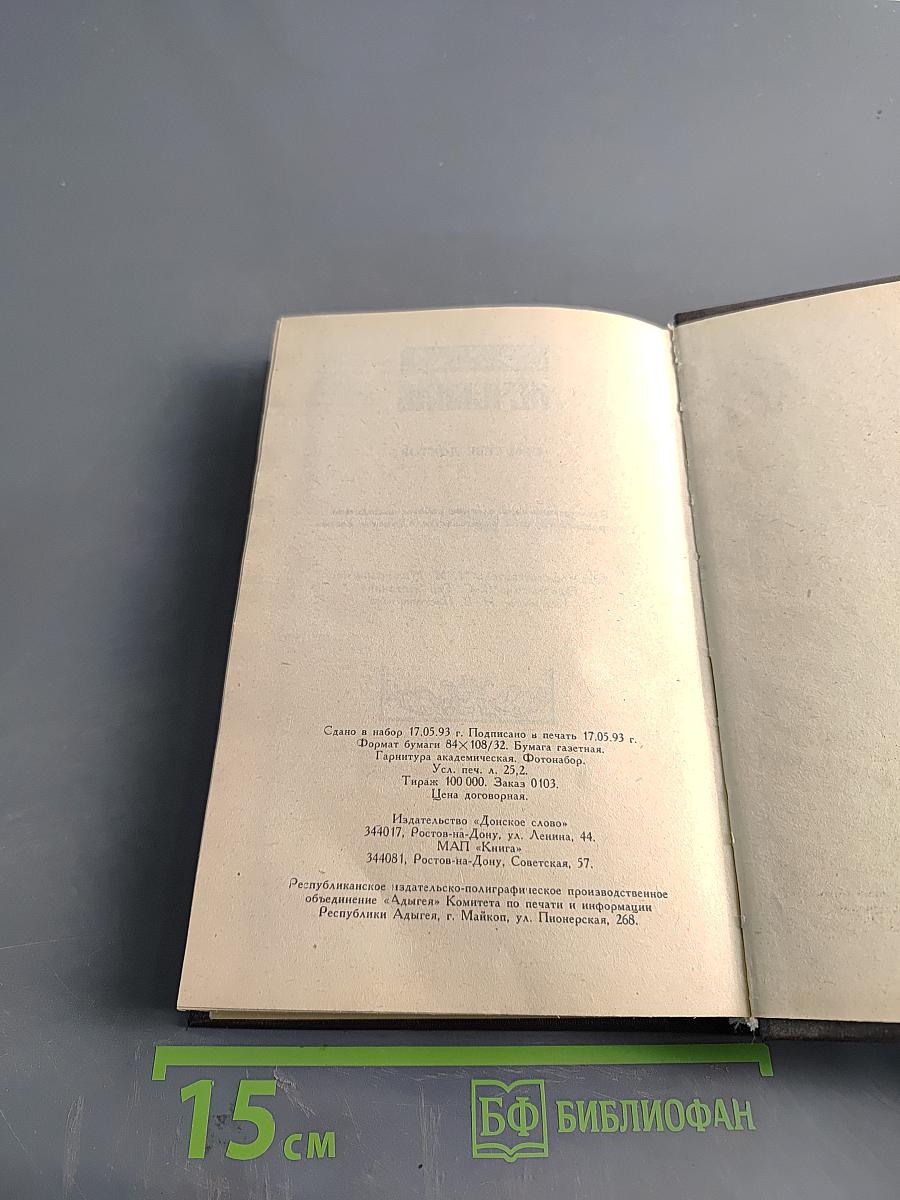 Сдано в набор 17.05.93 г. Подписано в печать 17.05.93 г.
Формат бумаги 84×108/32. Бумага газетная.
Гарнитура академическая. Фотонабор.
Усл. печ. л. 25,2.
Тираж 100 000. Заказ 0103.
Цена договорная.
Издательство «Донское слово»
344017, Ростов-на-Дону, ул. Ленина, 44.
МАП «Книга»
344081, Ростов-на-Дону, Советская, 57.
Республиканское издательско-полиграфическое производственное
объединение «Адыгея» Комитета по печати и информации
Республики Адыгея, г. Майкоп, ул. Пионерская, 268.
15 см
БФ БИБЛИОФАН